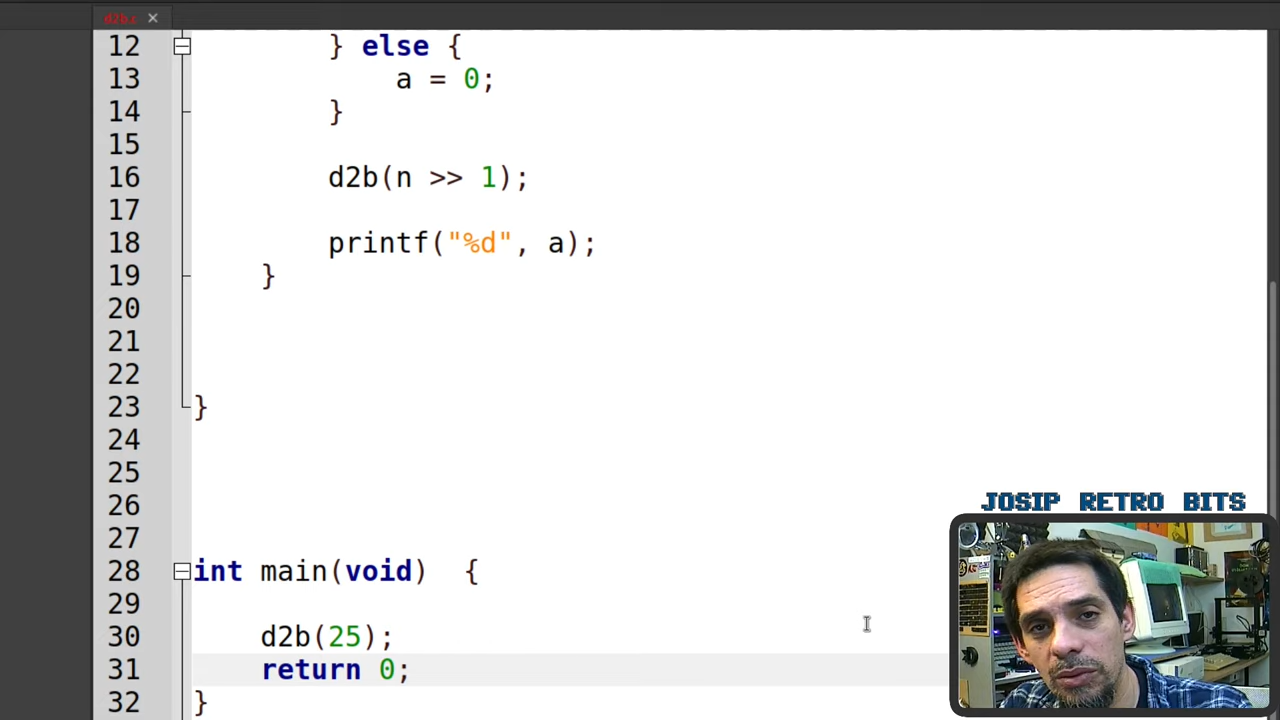 d2b.c ×
12 } else {
13 a = 0;
14 }
15
16 d2b(n >> 1);
17
18 printf("%d", a);
19 }
20
21
22
23 }
24
25
26
27
28 int main(void)  {
29
30 d2b(25);
31 return 0;
32 }
JOSIP RETRO BITS